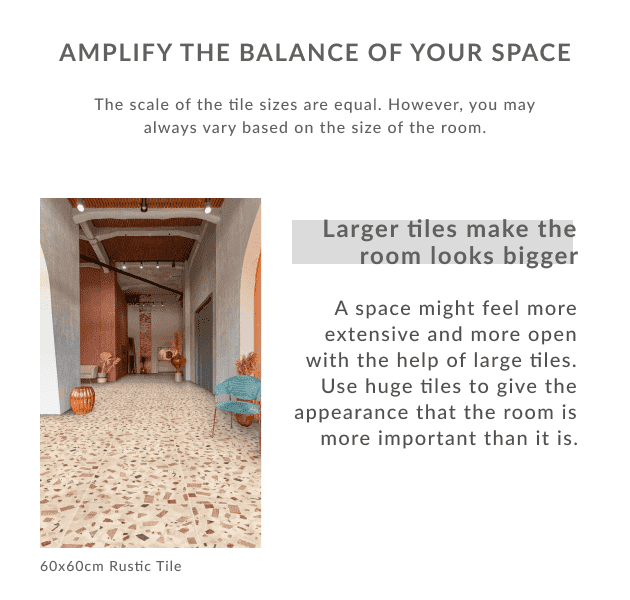 AMPLIFY THE BALANCE OF YOUR SPACE
The scale of the tile sizes are equal. However, you may
always vary based on the size of the room.
Larger tiles make the
room looks bigger
A space might feel more
extensive and more open
with the help of large tiles.
Use huge tiles to give the
appearance that the room is
more important than it is.
60x60cm Rustic Tile